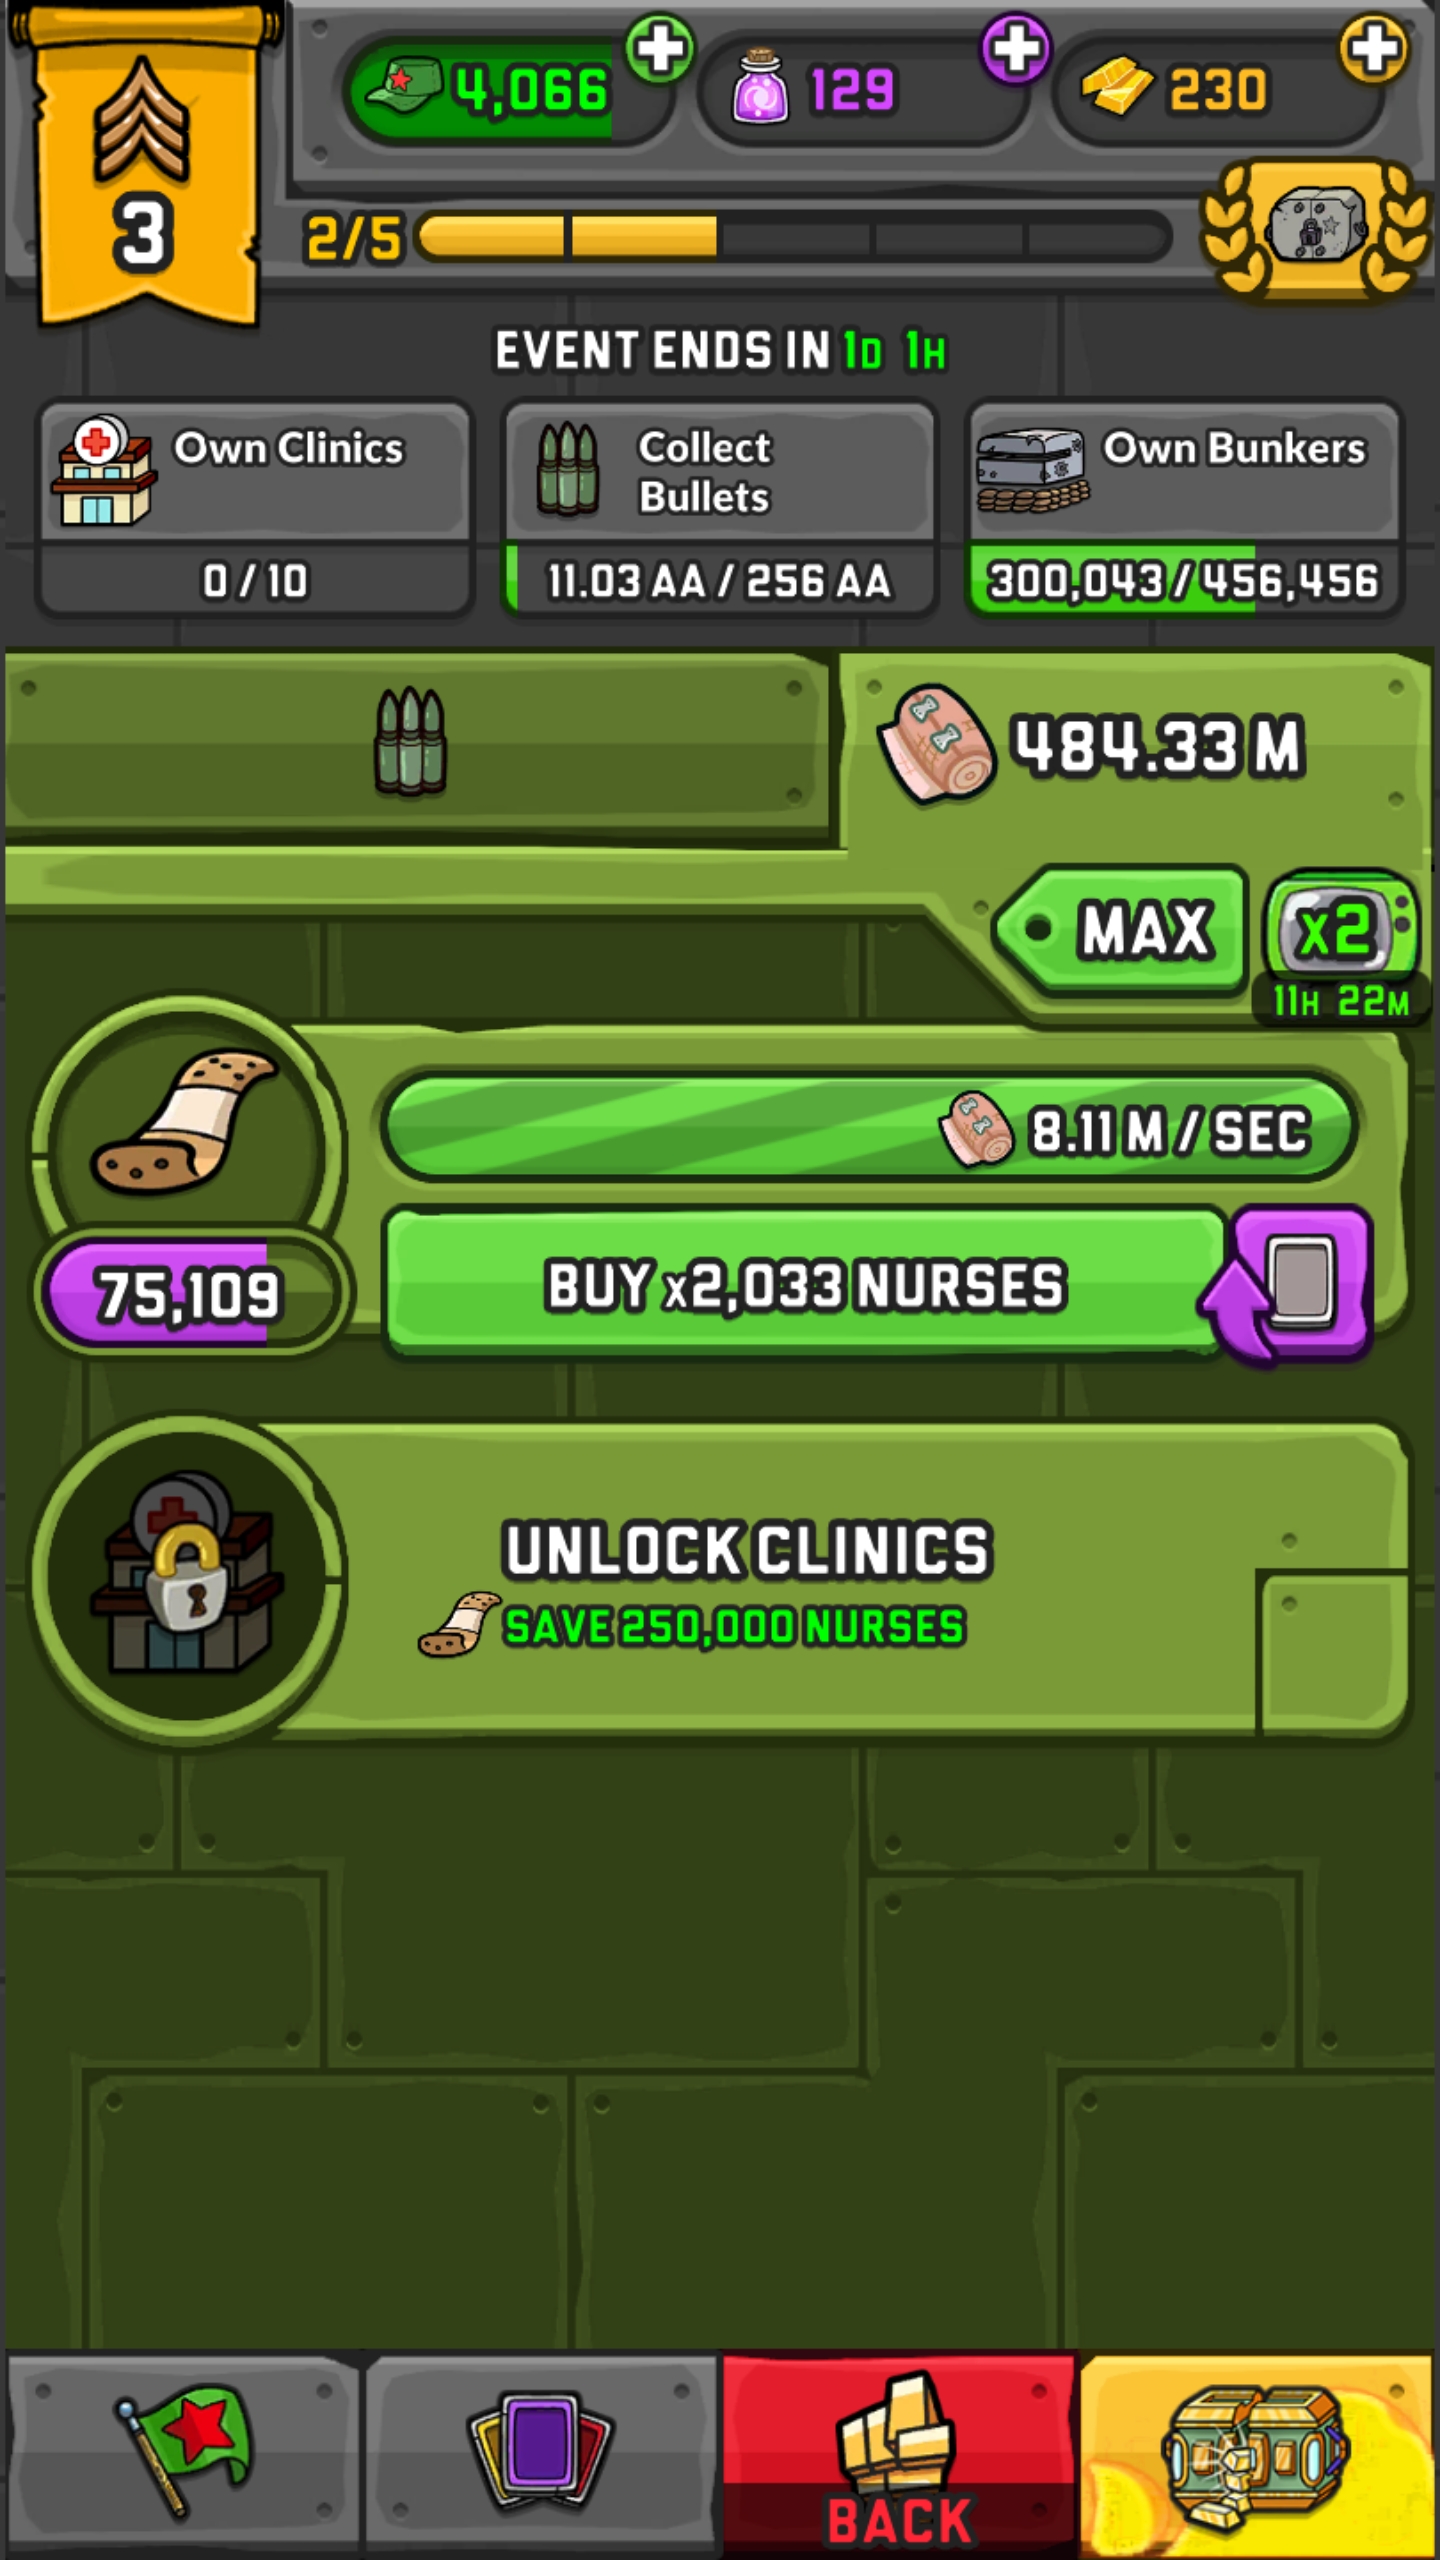 4,066
129
230
3
2/5
EVENT ENDS IN 1D 1H
Own Clinics
0 / 10
Collect
Bullets
11.03 AA / 256 AA
Own Bunkers
300,043 / 456,456
484.33 M
MAX
x2
11H 22M
8.11 M / SEC
75,109
BUY x2,033 NURSES
UNLOCK CLINICS
SAVE 250,000 NURSES
BACK